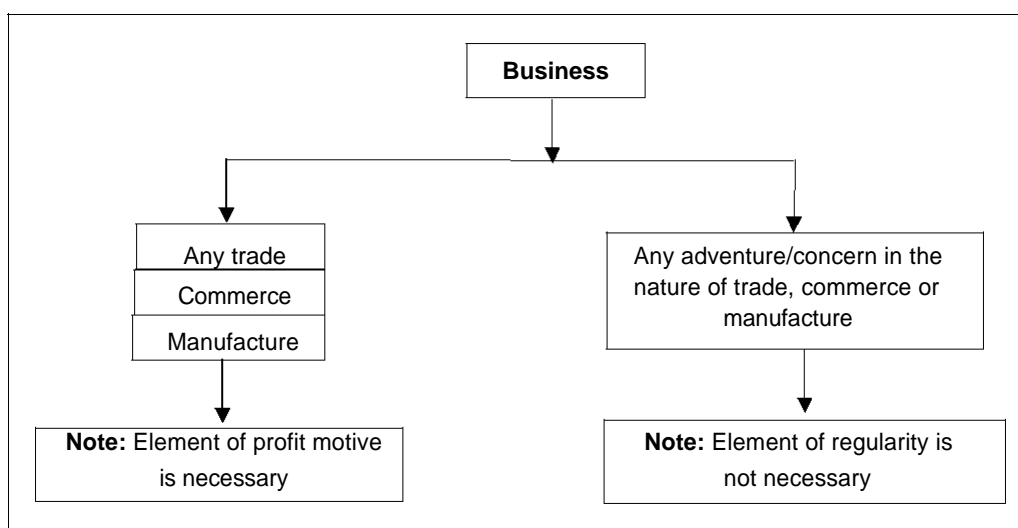 Business
Any trade
Commerce
Manufacture
Note: Element of profit motive
is necessary
Any adventure/concern in the
nature of trade, commerce or
manufacture
Note: Element of regularity is
not necessary